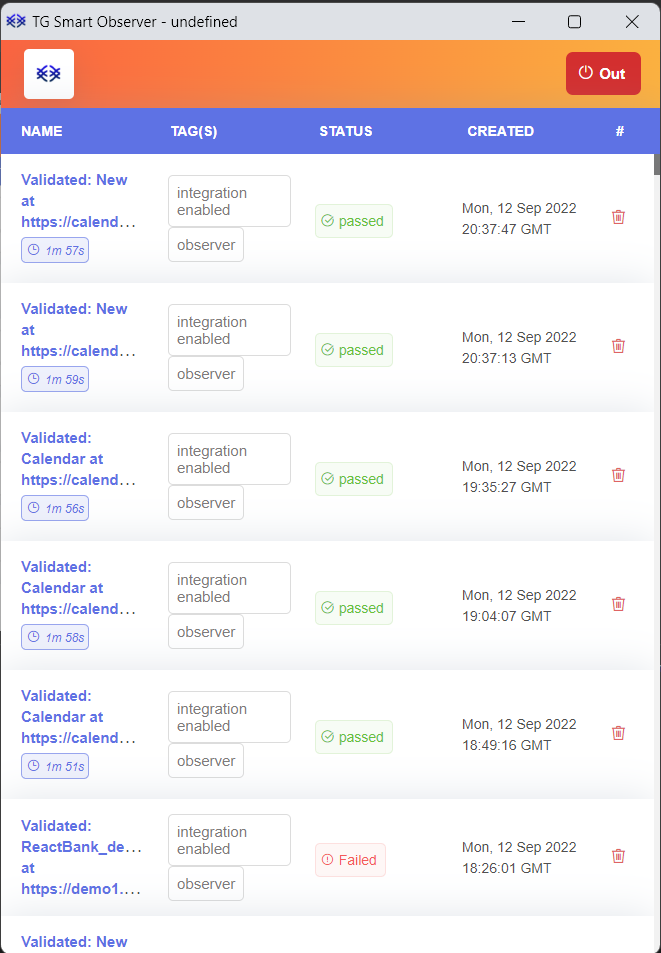 TG Smart Observer - undefined
Out
NAME TAG(S) STATUS CREATED #
Validated: New
at
https://calend...
1m 57s
integration
enabled
observer
passed
Mon, 12 Sep 2022
20:37:47 GMT
Validated: New
at
https://calend...
1m 59s
integration
enabled
observer
passed
Mon, 12 Sep 2022
20:37:13 GMT
Validated:
Calendar at
https://calend...
1m 56s
integration
enabled
observer
passed
Mon, 12 Sep 2022
19:35:27 GMT
Validated:
Calendar at
https://calend...
1m 58s
integration
enabled
observer
passed
Mon, 12 Sep 2022
19:04:07 GMT
Validated:
Calendar at
https://calend...
1m 51s
integration
enabled
observer
passed
Mon, 12 Sep 2022
18:49:16 GMT
Validated:
ReactBank_de...
at
https://demo1....
integration
enabled
observer
Failed
Mon, 12 Sep 2022
18:26:01 GMT
Validated: New